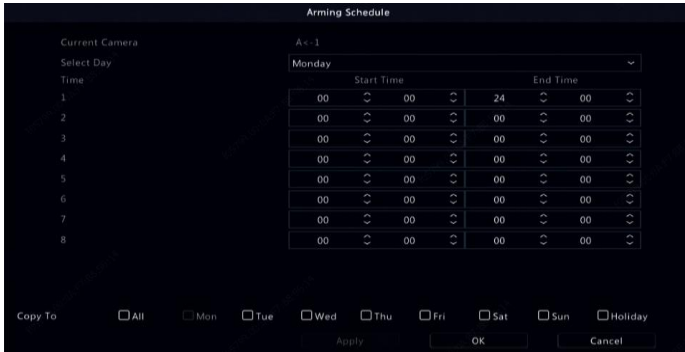 Arming Schedule
Current Camera A<-1
Select Day Monday
Time Start Time End Time
1 00 00 24 00
2 00 00 00 00
3 00 00 00 00
4 00 00 00 00
5 00 00 00 00
6 00 00 00 00
7 00 00 00 00
8 00 00 00 00
Copy To All Mon Tue Wed Thu Fri Sat Sun Holiday
Apply OK Cancel